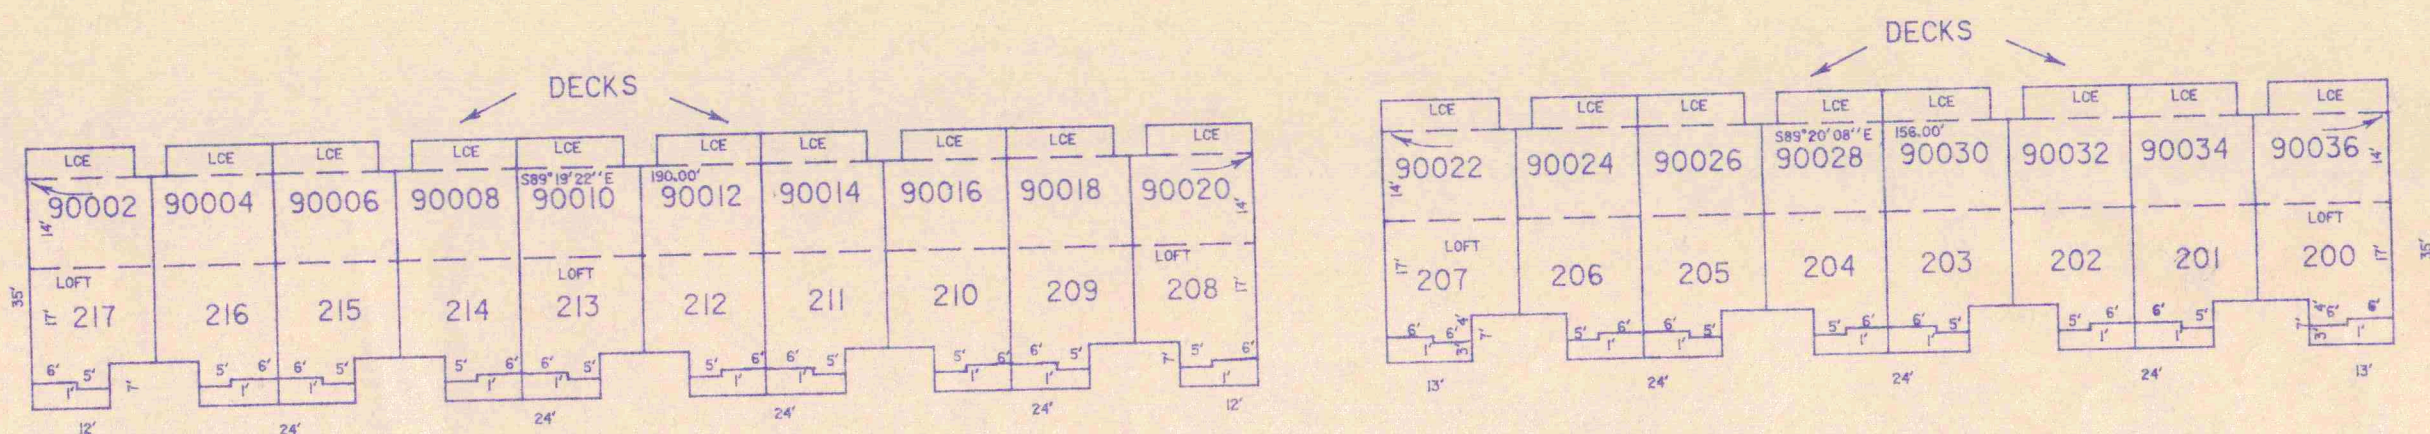 DECKS
LCE LCE LCE LCE LCE LCE LCE LCE LCE LCE
S89°19'22"E 190.00'
90002 90004 90006 90008 90010 90012 90014 90016 90018 90020
14' 14'
LOFT LOFT LOFT
35' 17' 217 216 215 214 213 212 211 210 209 208 17'
6' 5' 7' 5' 6' 6' 5' 5' 6' 6' 5' 5' 6' 6' 5' 5' 6' 6' 5' 7' 5' 6'
1' 1' 1' 1' 1' 1' 1' 1' 1' 1'
12' 24' 24' 24' 24' 12'
DECKS
LCE LCE LCE LCE LCE LCE LCE LCE
S89°20'08"E 156.00'
90022 90024 90026 90028 90030 90032 90034 90036
14' 14'
LOFT LOFT
17' 207 206 205 204 203 202 201 200 17' 35'
6' 6' 4' 7' 5' 6' 6' 5' 5' 6' 6' 5' 5' 6' 6' 5' 7' 4' 6' 6'
1' 3' 1' 1' 1' 1' 1' 1' 3' 1'
13' 24' 24' 24' 13'